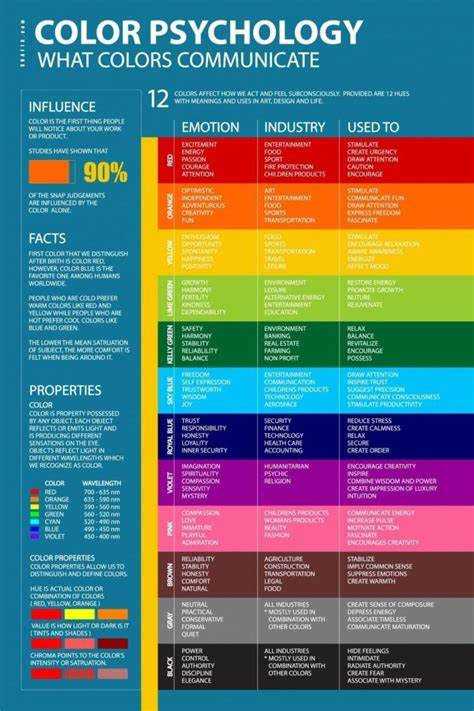 GRAFTX.COM
COLOR PSYCHOLOGY
WHAT COLORS COMMUNICATE
INFLUENCE
COLOR IS THE FIRST THING PEOPLE
WILL NOTICE ABOUT YOUR WORK
OR PRODUCT.
STUDIES HAVE SHOWN THAT
90%
OF THE SNAP JUDGEMENTS
ARE INFLUENCED BY THE
COLOR ALONE.
FACTS
FIRST COLOR THAT WE DISTINGUISH
AFTER BIRTH IS COLOR RED.
HOWEVER, COLOR BLUE IS THE
FAVORITE ONE AMONG HUMANS
WORLDWIDE.
PEOPLE WHO ARE COLD PREFER
WARM COLORS LIKE RED AND
YELLOW WHILE PEOPLE WHO ARE
HOT PREFER COOL COLORS LIKE
BLUE AND GREEN.
THE LOWER THE MEAN SATRUATION
OF SUBJECT, THE MORE COMFORT IS
FELT WHEN BEING AROUND IT.
PROPERTIES
COLOR
COLOR IS PROPERTY POSSESSED
BY ANY OBJECT. EACH OBJECT
REFLECTS OR EMITS LIGHT AND
IS PRODUCING DIFFERENT
SENSATIONS ON THE EYE.
OBJECTS REFLECT LIGHT IN
DIFFERENT WAVELENGTHS WHICH
WE RECOGNIZE AS COLOR.
COLOR WAVELENGTH
RED 700 - 635 nm
ORANGE 635 - 590 nm
YELLOW 590 - 560 nm
GREEN 560 - 520 nm
CYAN 520 - 490 nm
BLUE 490 - 450 nm
VIOLET 450 - 400 nm
COLOR PROPERTIES
COLOR PROPERTIES ALLOW US TO
DISTINGUISH AND DEFINE COLORS.
HUE IS ACTUAL COLOR OR
COMBINATION OF COLORS
( RED, YELLOW, ORANGE )
VALUE IS HOW LIGHT OR DARK IS IT
( TINTS AND SHADES )
CHROMA POINTS TO THE COLOR'S
INTENSITY OR SATURATION.
12
COLORS AFFECT HOW WE ACT AND FEEL SUBCONSCIOUSLY. PROVIDED ARE 12 HUES
WITH MEANINGS AND USES IN ART, DESIGN AND LIFE.
EMOTION INDUSTRY USED TO
RED
EXCITEMENT ENTERTAINMENT STIMULATE
ENERGY FOOD CREATE URGENCY
PASSION SPORT DRAW ATTENTION
COURAGE FIRE PROTECTION CAUTION
ATTENTION CHILDREN PRODUCTS ENCOURAGE
ORANGE
OPTIMISTIC ART STIMULATE
INDEPENDENT ENTERTAINMENT COMMUNICATE FUN
ADVENTUROUS FOOD DRAW ATTENTION
CREATIVITY SPORTS EXPRESS FREEDOM
FUN TRANSPORTATION FASCINATE
YELLOW
ENTHUSIASM FOOD STIMULATE
OPPORTUNITY SPORTS ENCOURAGE RELAXATION
SPONTANEITY TRANSPORTATION AWAKE AWARENESS
HAPPINESS TRAVEL ENERGIZE
POSITIVITY LEISURE AFFECT MOOD
LIME GREEN
GROWTH ENVIRONMENT RESTORE ENERGY
HARMONY LEISURE PROMOTE GROWTH
FERTILITY ALTERNATIVE ENERGY NURTURE
KINDNESS ENTERTAINMENT REJUVENATE
DEPENDABILITY EDUCATION
KELLY GREEN
SAFETY ENVIRONMENT RELAX
HARMONY BANKING BALANCE
STABILITY REAL ESTATE REVITALIZE
RELIABILITY FARMING ENCOURAGE
BALANCE NON PROFIT POSSESS
SKY BLUE
FREEDOM ENTERTAINMENT DRAW ATTENTION
SELF EXPRESSION COMMUNICATION INSPIRE TRUST
TRUSTWORTH CHILDREN PRODUCTS SUGGEST PRECISION
WISDOM TECHNOLOGY COMMUNICATE CONSCIOUSNESS
JOY AEROSPACE STIMULATE PRODUCTIVITY
ROYAL BLUE
TRUST SECURITY REDUCE STRESS
RESPONSIBILITY FINANCE CREATE CALMNESS
HONESTY TECHNOLOGY RELAX
LOYALTY HEALTH CARE SECURE
INNER SECURITY ACCOUNTING CREATE ORDER
VIOLET
IMAGINATION HUMANITARIAN ENCOURAGE CREATIVITY
SPIRITUALITY PSYCHIC INSPIRE
COMPASSION RELIGION COMBINE WISDOM AND POWER
SENSIVITY CREATE IMPRESSION OF LUXURY
MYSTERY INTUITION
PINK
COMPASSION CHILDRENS PRODUCTS COMMUNICATE ENERGY
LOVE WOMANS PRODUCTS INCREASE PULSE
IMMATURE BEAUTY MOTIVATE ACTION
PLAYFUL FASHION FASCINATE
ADMIRATION ENCOURAGE CREATIVITY
BROWN
RELIABILITY AGRICULTURE STABILIZE
STABILITY CONSTRUCTION IMPLY COMMON SENSE
HONESTY TRANSPORTATION SUPPRESS EMOTIONS
COMFORT LEGAL CREATE WARMTH
NATURAL FOOD
GRAY
NEUTRAL ALL INDUSTRIES CREATE SENSE OF COMPOSURE
PRACTICAL * MOSTLY USED IN DEPRESS ENERGY
CONSERVATIVE COMBINATION WITH ASSOCIATE TIMELESS
FORMAL OTHER COLORS COMMUNICATE MATURATION
QUIET
BLACK
POWER ALL INDUSTRIES HIDE FEELINGS
CONTROL * MOSTLY USED IN INTIMIDATE
AUTHORITY COMBINATION WITH RADIATE AUTHORITY
DISCIPLINE OTHER COLORS CREATE FEAR
ELEGANCE ASSOCIATE WITH MYSTERY